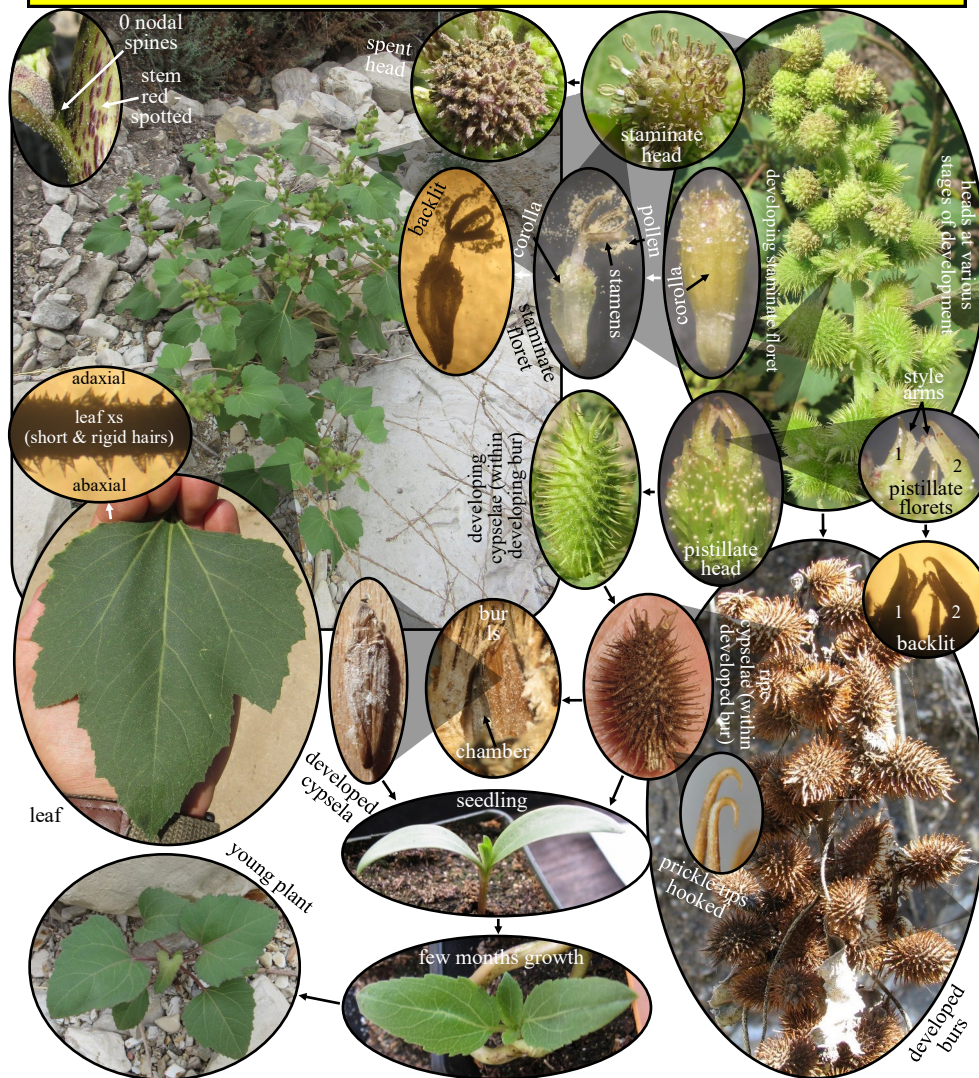 0 nodal
spines
stem
red -
spotted
spent
head
staminate
head
heads at various
stages of development
developing staminate floret
backlit
corolla
pollen
stamens
staminate
floret
corolla
style
arms
1
2
pistillate
florets
adaxial
leaf xs
(short & rigid hairs)
abaxial
developing
cypselae (within
developing bur)
pistillate
head
1
2
backlit
bur
ls
chamber
ripe
cypselae (within
developed bur)
developed
cypsela
leaf
seedling
prickle tips
hooked
young plant
few months growth
developed
burs